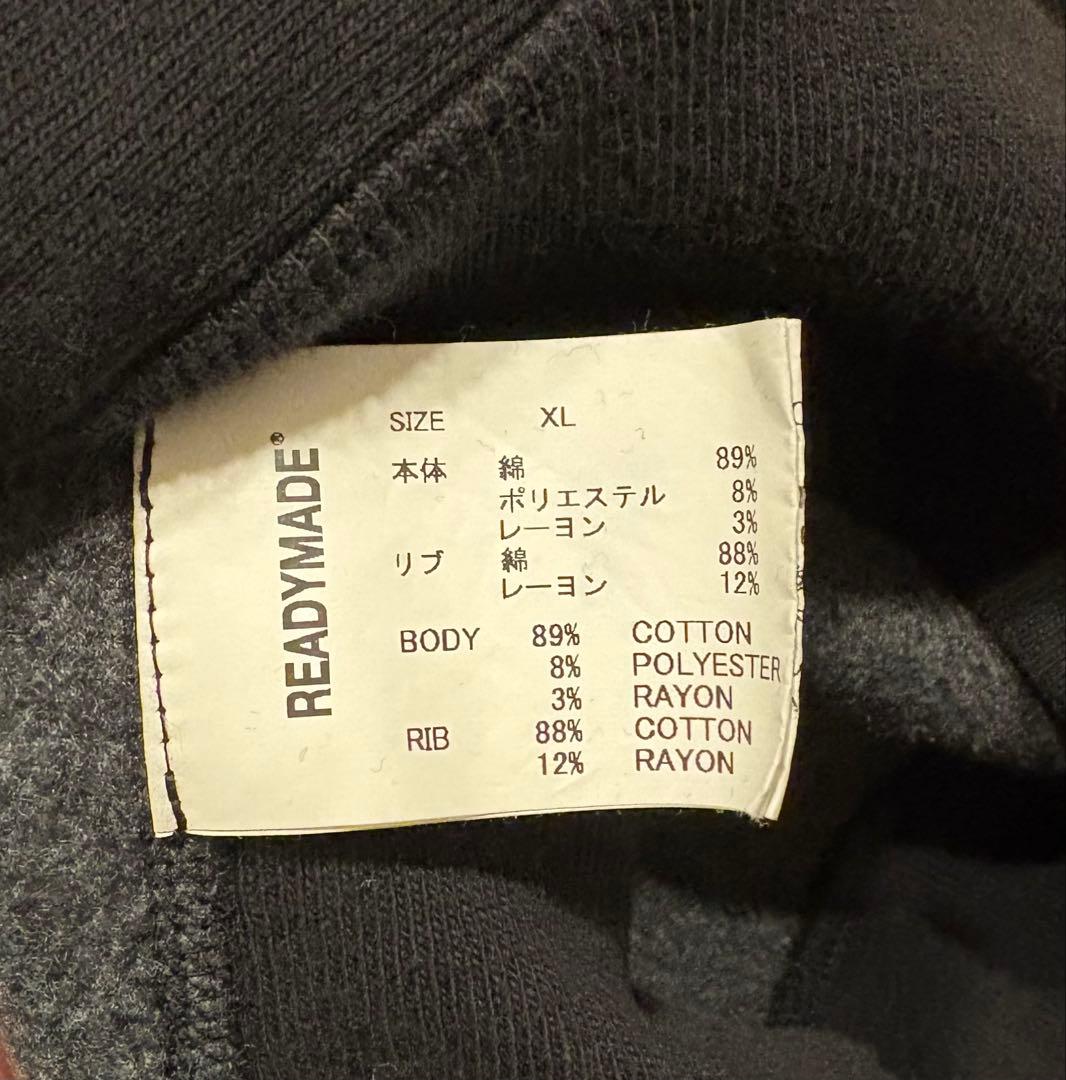 READYMADE®
SIZE XL
本体 綿 89%
ポリエステル 8%
レーヨン 3%
リブ 綿 88%
レーヨン 12%
BODY 89% COTTON
8% POLYESTER
3% RAYON
RIB 88% COTTON
12% RAYON